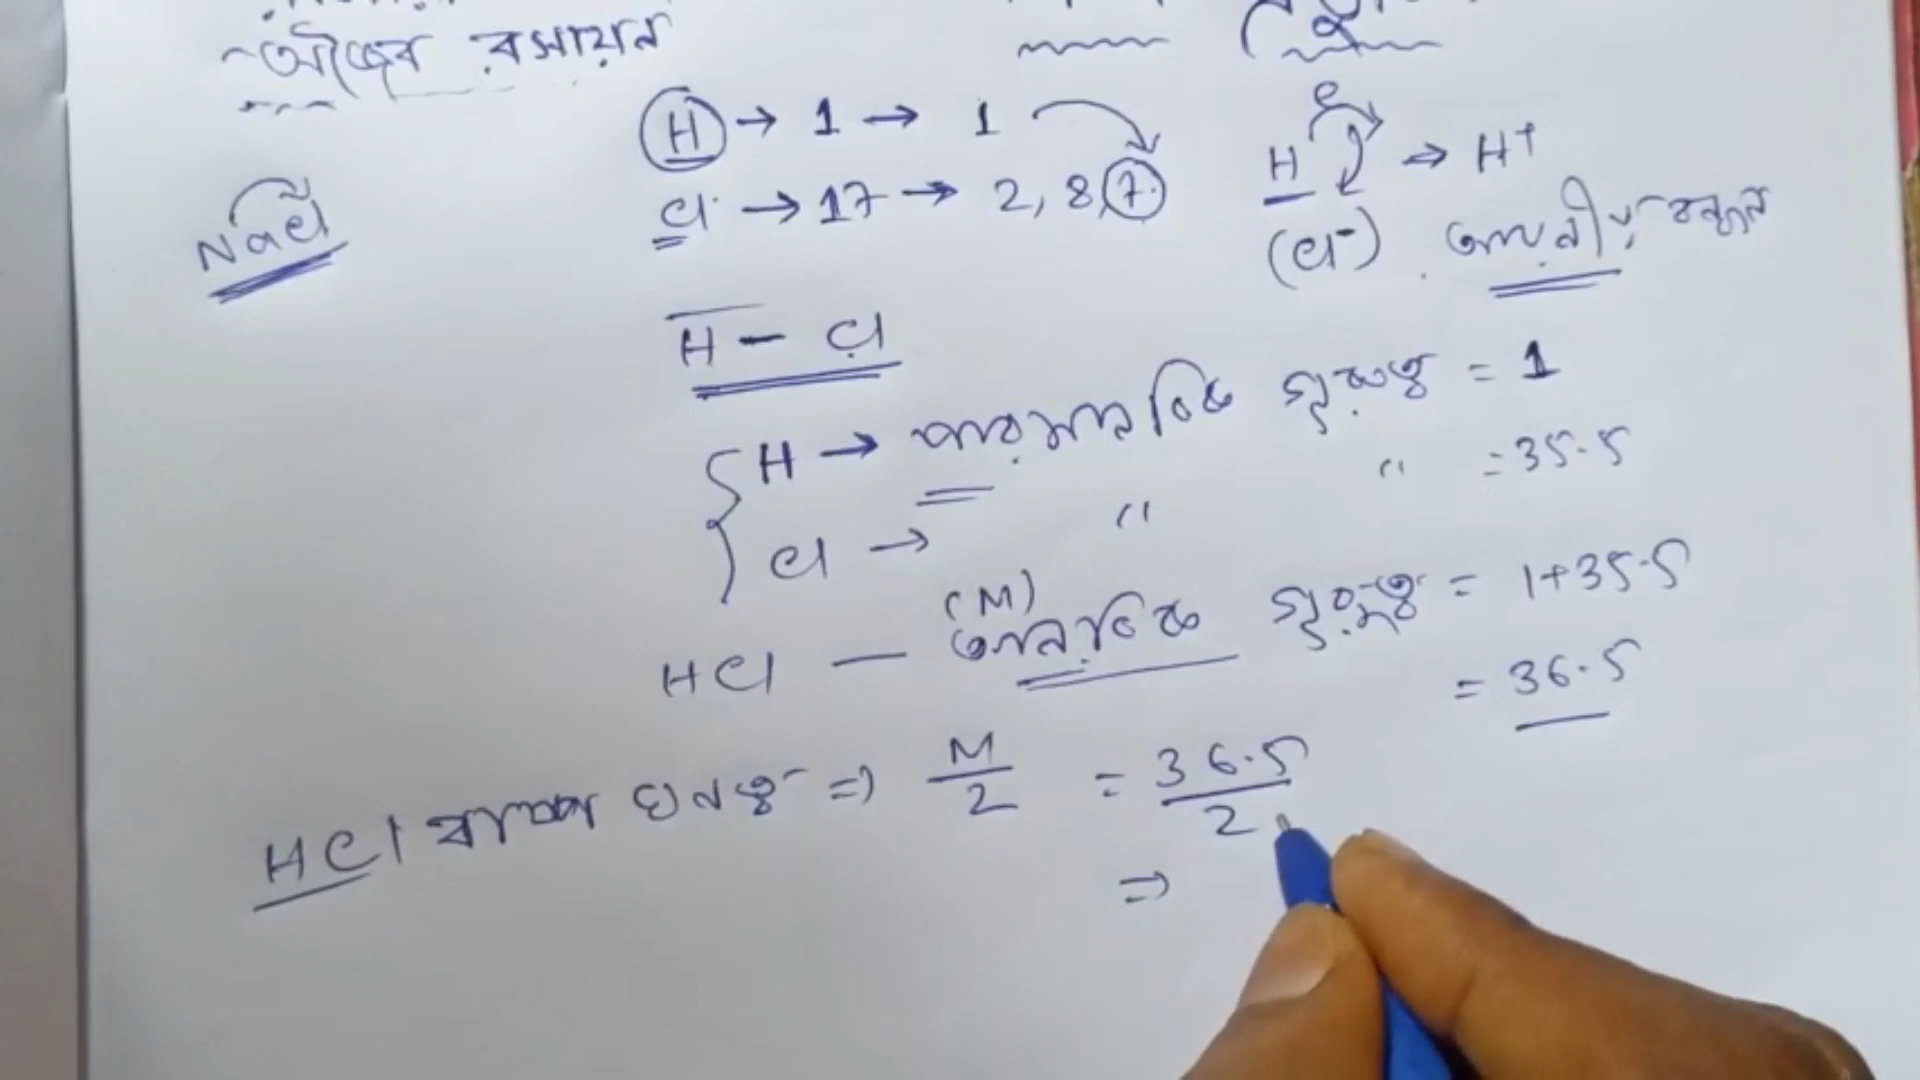 অজৈব রসায়ন
H → 1 → 1
e
H ⇒ H+
NaCl
Cl → 17 → 2, 8, 7
(Cl-) আয়নীয় বন্ধন
H - Cl
H → পারমাণবিক গুরুত্ব = 1
Cl → " " = 35.5
(M)
HCl — আনবিক গুরুত্ব = 1+35.5
= 36.5
HCl বাষ্প ঘনত্ব ⇒ M/2 = 36.5/2
⇒